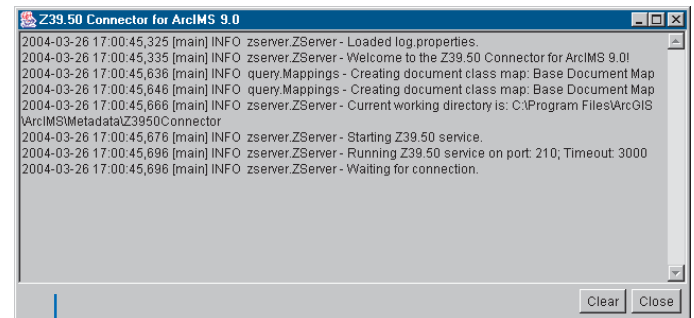 Z39.50 Connector for ArcIMS 9.0
2004-03-26 17:00:45,325 [main] INFO zserver.ZServer - Loaded log.properties.
2004-03-26 17:00:45,335 [main] INFO zserver.ZServer - Welcome to the Z39.50 Connector for ArcIMS 9.0!
2004-03-26 17:00:45,636 [main] INFO query.Mappings - Creating document class map: Base Document Map
2004-03-26 17:00:45,646 [main] INFO query.Mappings - Creating document class map: Base Document Map
2004-03-26 17:00:45,666 [main] INFO zserver.ZServer - Current working directory is: C:\Program Files\ArcGIS
\ArcIMS\Metadata\Z3950Connector
2004-03-26 17:00:45,676 [main] INFO zserver.ZServer - Starting Z39.50 service.
2004-03-26 17:00:45,696 [main] INFO zserver.ZServer - Running Z39.50 service on port: 210; Timeout: 3000
2004-03-26 17:00:45,696 [main] INFO zserver.ZServer - Waiting for connection.
Clear Close